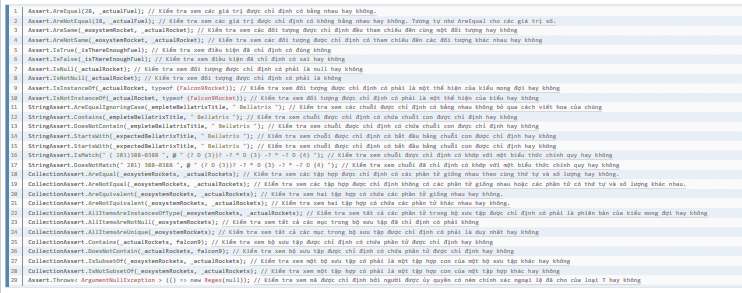 1 Assert.AreEqual(28, _actualFuel); // Kiểm tra xem các giá trị được chỉ định có bằng nhau hay không.
2 Assert.AreNotEqual(28, _actualFuel); // Kiểm tra xem các giá trị được chỉ định có không bằng nhau hay không. Tương tự như AreEqual cho các giá trị số.
3 Assert.AreSame(_eosystemRocket, _actualRocket); // Kiểm tra xem các đối tượng được chỉ định đều tham chiếu đến cùng một đối tượng hay không
4 Assert.AreNotSame(_eosystemRocket, _actualRocket); // Kiểm tra xem các đối tượng được chỉ định có tham chiếu đến các đối tượng khác nhau hay không
5 Assert.IsTrue(_isThereEnoughFuel); // Kiểm tra xem điều kiện đã chỉ định có đúng không
6 Assert.IsFalse(_isThereEnoughFuel); // Kiểm tra xem điều kiện đã chỉ định có sai hay không
7 Assert.IsNull(_actualRocket); // Kiểm tra xem đối tượng được chỉ định có phải là null hay không
8 Assert.IsNotNull(_actualRocket); // Kiểm tra xem đối tượng được chỉ định có phải là không
9 Assert.IsInstanceOf(_actualRocket, typeof (Falcon9Rocket)); // Kiểm tra xem đối tượng được chỉ định có phải là một thể hiện của kiểu mong đợi hay không
10 Assert.IsNotInstanceOf(_actualRocket, typeof (Falcon9Rocket)); // Kiểm tra xem đối tượng được chỉ định có phải là một thể hiện của kiểu hay không
11 StringAssert.AreEqualIgnoringCase(_empleteBellatrixTitle, " Bellatrix "); // Kiểm tra xem các chuỗi được chỉ định có bằng nhau không bỏ qua cách viết hoa của chúng
12 StringAssert.Contains(_empleteBellatrixTitle, " Bellatrix "); // Kiểm tra xem chuỗi được chỉ định có chứa chuỗi con được chỉ định hay không
13 StringAssert.DoesNotContain(_empleteBellatrixTitle, " Bellatrix "); // Kiểm tra xem chuỗi được chỉ định có chứa chuỗi con được chỉ định hay không
14 StringAssert.StartsWith(_expectedBellatrixTitle, " Bellatrix "); // Kiểm tra xem chuỗi được chỉ định có bắt đầu bằng chuỗi con được chỉ định hay không
15 StringAssert.StartsWith(_expectedBellatrixTitle, " Bellatrix "); // Kiểm tra xem chuỗi được chỉ định có bắt đầu bằng chuỗi con được chỉ định hay không
16 StringAssert.IsMatch(" ( 281)388-0388 ", @ " (? D {3})? -? * D {3} -? * -? D {4} "); // Kiểm tra xem chuỗi được chỉ định có khớp với một biểu thức chính quy hay không
17 StringAssert.DoesNotMatch(" 281) 388-0388 ", @ " (? D {3})? -? * D {3} -? * -? D {4} "); // Kiểm tra xem chuỗi đã chỉ định có khớp với một biểu thức chính quy hay không
18 CollectionAssert.AreEqual(_eosystemRockets, _actualRockets); // Kiểm tra xem các tập hợp được chỉ định có các phần tử giống nhau theo cùng thứ tự và số lượng hay không.
19 CollectionAssert.AreNotEqual(_eosystemRockets, _actualRockets); // Kiểm tra xem các tập hợp được chỉ định không có các phần tử giống nhau hoặc các phần tử có thứ tự và số lượng khác nhau.
20 CollectionAssert.AreEquivalent(_eosystemRockets, _actualRockets); // Kiểm tra xem hai tập hợp có chứa các phần tử giống nhau hay không.
21 CollectionAssert.AreNotEquivalent(_eosystemRockets, _actualRockets); // Kiểm tra xem hai tập hợp có chứa các phần tử khác nhau hay không.
22 CollectionAssert.AllItemsAreInstancesOfType(_eosystemRockets, _actualRockets); // Kiểm tra xem tất cả các phần tử trong bộ sưu tập được chỉ định có phải là phiên bản của kiểu mong đợi hay không
23 CollectionAssert.AllItemsAreNotNull(_eosystemRockets); // Kiểm tra xem tất cả các mục trong bộ sưu tập đã chỉ định có phải không
24 CollectionAssert.AllItemsAreUnique(_eosystemRockets); // Kiểm tra xem tất cả các mục trong bộ sưu tập được chỉ định có phải là duy nhất hay không
25 CollectionAssert.Contains(_actualRockets, falcon9); // Kiểm tra xem bộ sưu tập được chỉ định có chứa phần tử được chỉ định hay không
26 CollectionAssert.DoesNotContain(_actualRockets, falcon9); // Kiểm tra xem bộ sưu tập được chỉ định có chứa phần tử được chỉ định hay không
27 CollectionAssert.IsSubsetOf(_eosystemRockets, _actualRockets); // Kiểm tra xem một bộ sưu tập có phải là một tập hợp con của một bộ sưu tập khác hay không
28 CollectionAssert.IsNotSubsetOf(_eosystemRockets, _actualRockets); // Kiểm tra xem một tập hợp có phải là một tập hợp con của một tập hợp khác hay không
29 Assert.Throws< ArgumentNullException > (() => new Regex(null)); // Kiểm tra xem mã được chỉ định bởi người được ủy quyền có ném chính xác ngoại lệ đã cho của loại T hay không